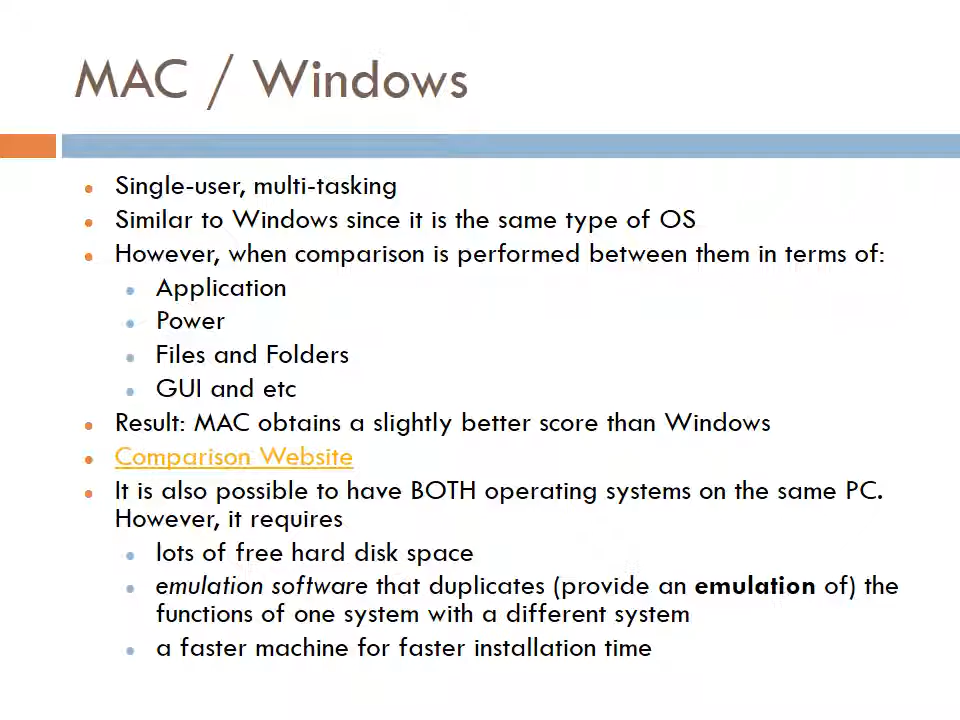 MAC / Windows
Single-user, multi-tasking
Similar to Windows since it is the same type of OS
However, when comparison is performed between them in terms of:
Application
Power
Files and Folders
GUI and etc
Result: MAC obtains a slightly better score than Windows
Comparison Website
It is also possible to have BOTH operating systems on the same PC.
However, it requires
lots of free hard disk space
emulation software that duplicates (provide an emulation of) the
functions of one system with a different system
a faster machine for faster installation time